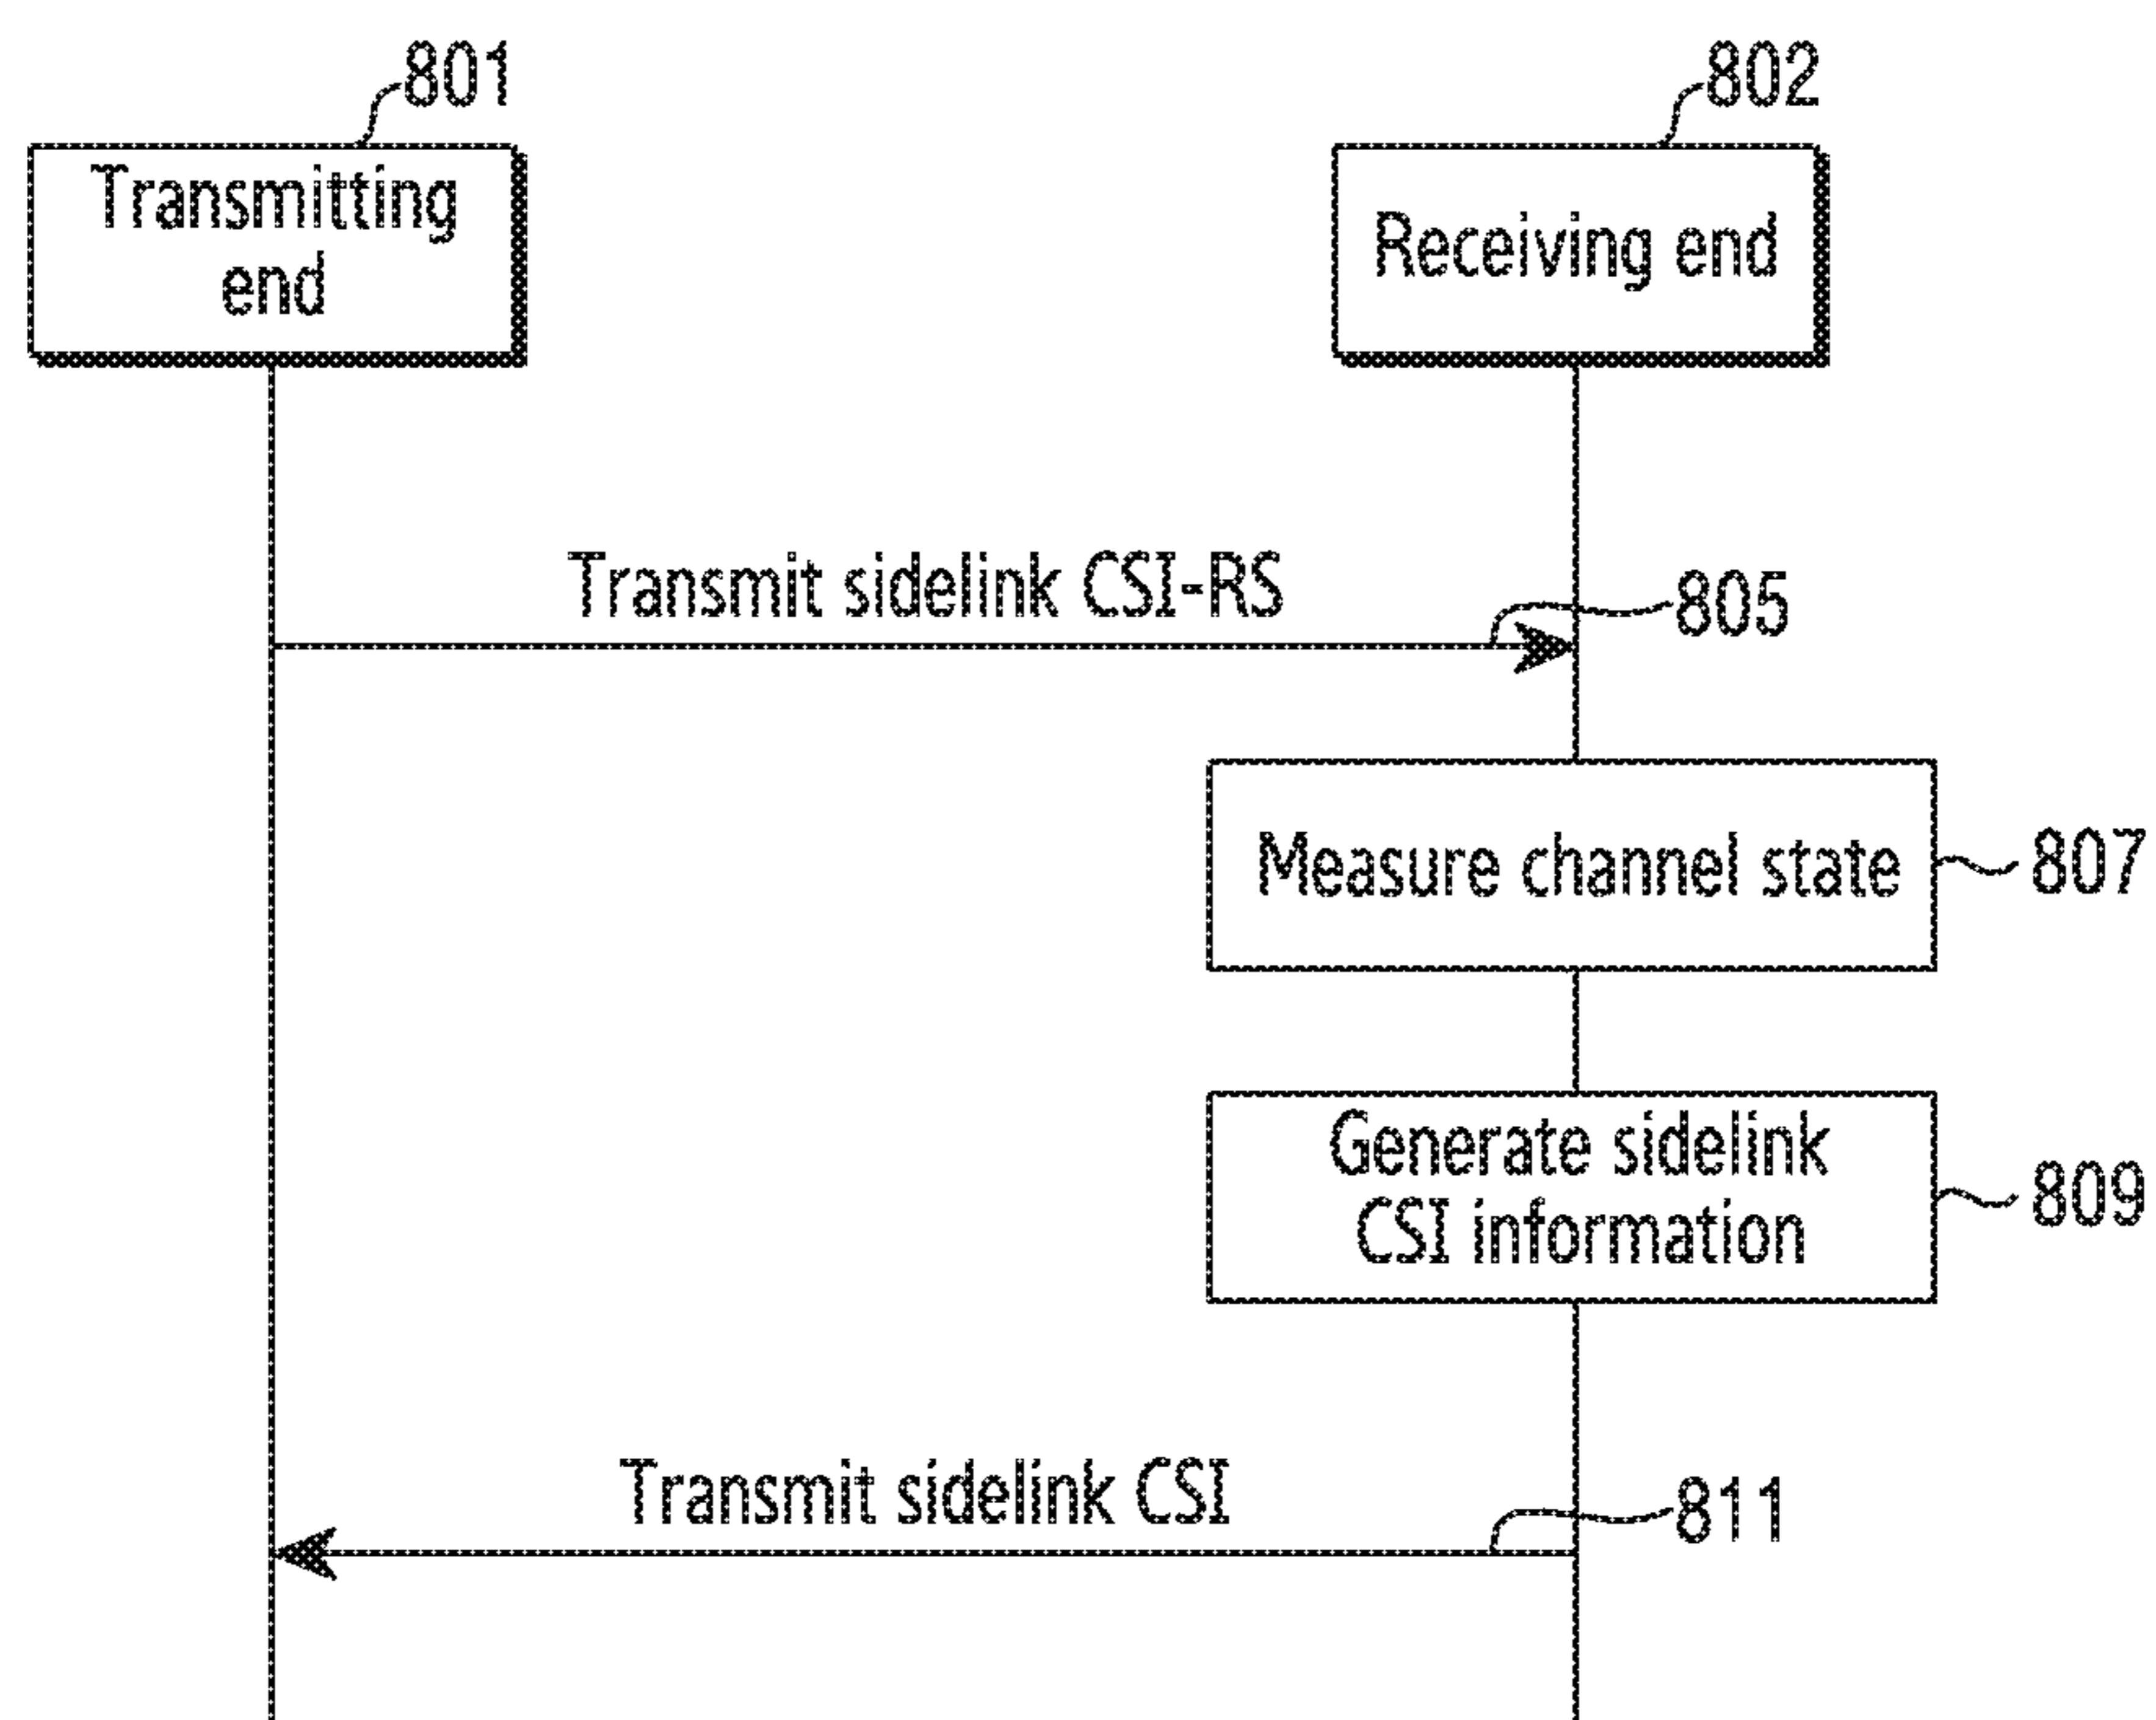 801
802
Transmitting
end
Receiving end
Transmit sidelink CSI-RS
805
Measure channel state
807
Generate sidelink
CSI information
809
Transmit sidelink CSI
811